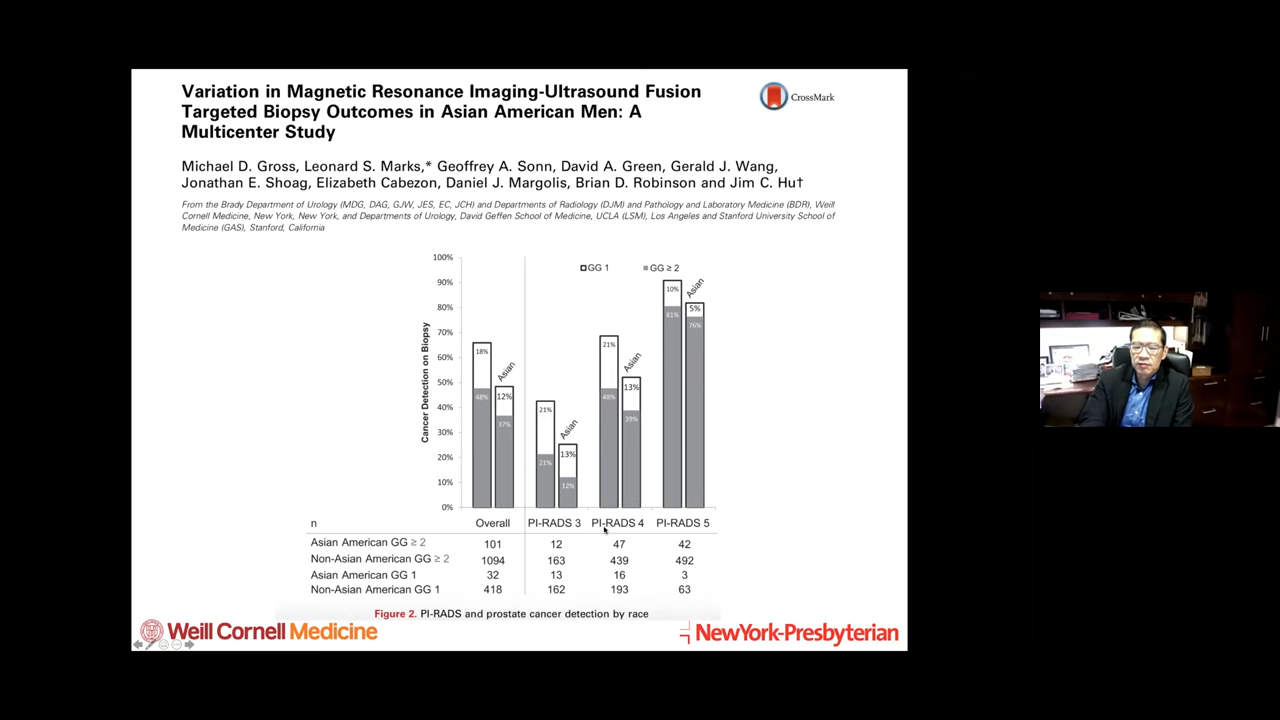 Variation in Magnetic Resonance Imaging-Ultrasound Fusion
Targeted Biopsy Outcomes in Asian American Men: A
Multicenter Study
CrossMark
Michael D. Gross, Leonard S. Marks,* Geoffrey A. Sonn, David A. Green, Gerald J. Wang,
Jonathan E. Shoag, Elizabeth Cabezon, Daniel J. Margolis, Brian D. Robinson and Jim C. Hu†
From the Brady Department of Urology (MDG, DAG, GJW, JES, EC, JCH) and Departments of Radiology (DJM) and Pathology and Laboratory Medicine (BDR), Weill
Cornell Medicine, New York, New York, and Departments of Urology, David Geffen School of Medicine, UCLA (LSM), Los Angeles and Stanford University School of
Medicine (GAS), Stanford, California
Cancer Detection on Biopsy
100%
90%
80%
70%
60%
50%
40%
30%
20%
10%
0%
GG 1
GG ≥ 2
18%
48%
Asian
12%
37%
21%
21%
Asian
13%
12%
21%
48%
Asian
13%
39%
10%
81%
Asian
5%
76%
n Overall PI-RADS 3 PI-RADS 4 PI-RADS 5
Asian American GG ≥ 2 101 12 47 42
Non-Asian American GG ≥ 2 1094 163 439 492
Asian American GG 1 32 13 16 3
Non-Asian American GG 1 418 162 193 63
Figure 2. PI-RADS and prostate cancer detection by race
Weill Cornell Medicine
NewYork-Presbyterian